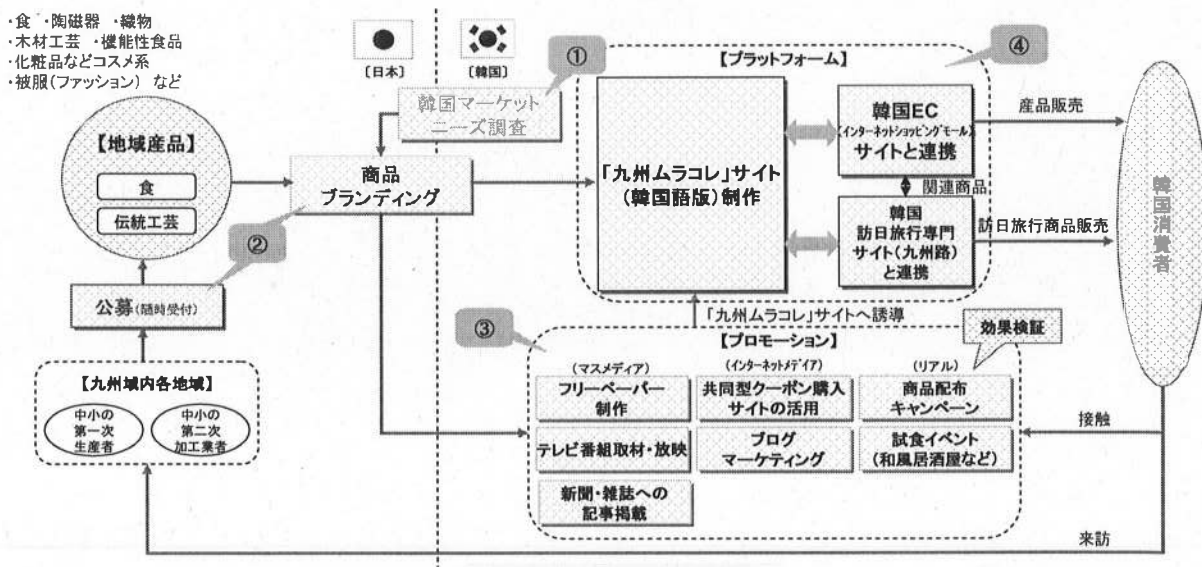 ・食 ・陶磁器 ・織物
・木材工芸 ・機能性食品
・化粧品などコスメ系
・被服(ファッション) など
【地域産品】
食
伝統工芸
②
公募(随時受付)
【九州域内各地域】
中小の
第一次
生産者
中小の
第二次
加工業者
[日本]
[韓国]
①
韓国マーケット
ニーズ調査
商品
ブランディング
④
【プラットフォーム】
「九州ムラコレ」サイト
(韓国語版)制作
韓国EC
(インターネットショッピングモール)
サイトと連携
関連商品
韓国
訪日旅行専門
サイト(九州路)
と連携
産品販売
訪日旅行商品販売
韓国消費者
「九州ムラコレ」サイトへ誘導
③
【プロモーション】
効果検証
(マスメディア)
フリーペーパー
制作
テレビ番組取材・放映
新聞・雑誌への
記事掲載
(インターネットメデイア)
共同型クーポン購入
サイトの活用
ブログ
マーケティング
(リアル)
商品配布
キャンペーン
試食イベント
(和風居酒屋など)
接触
来訪